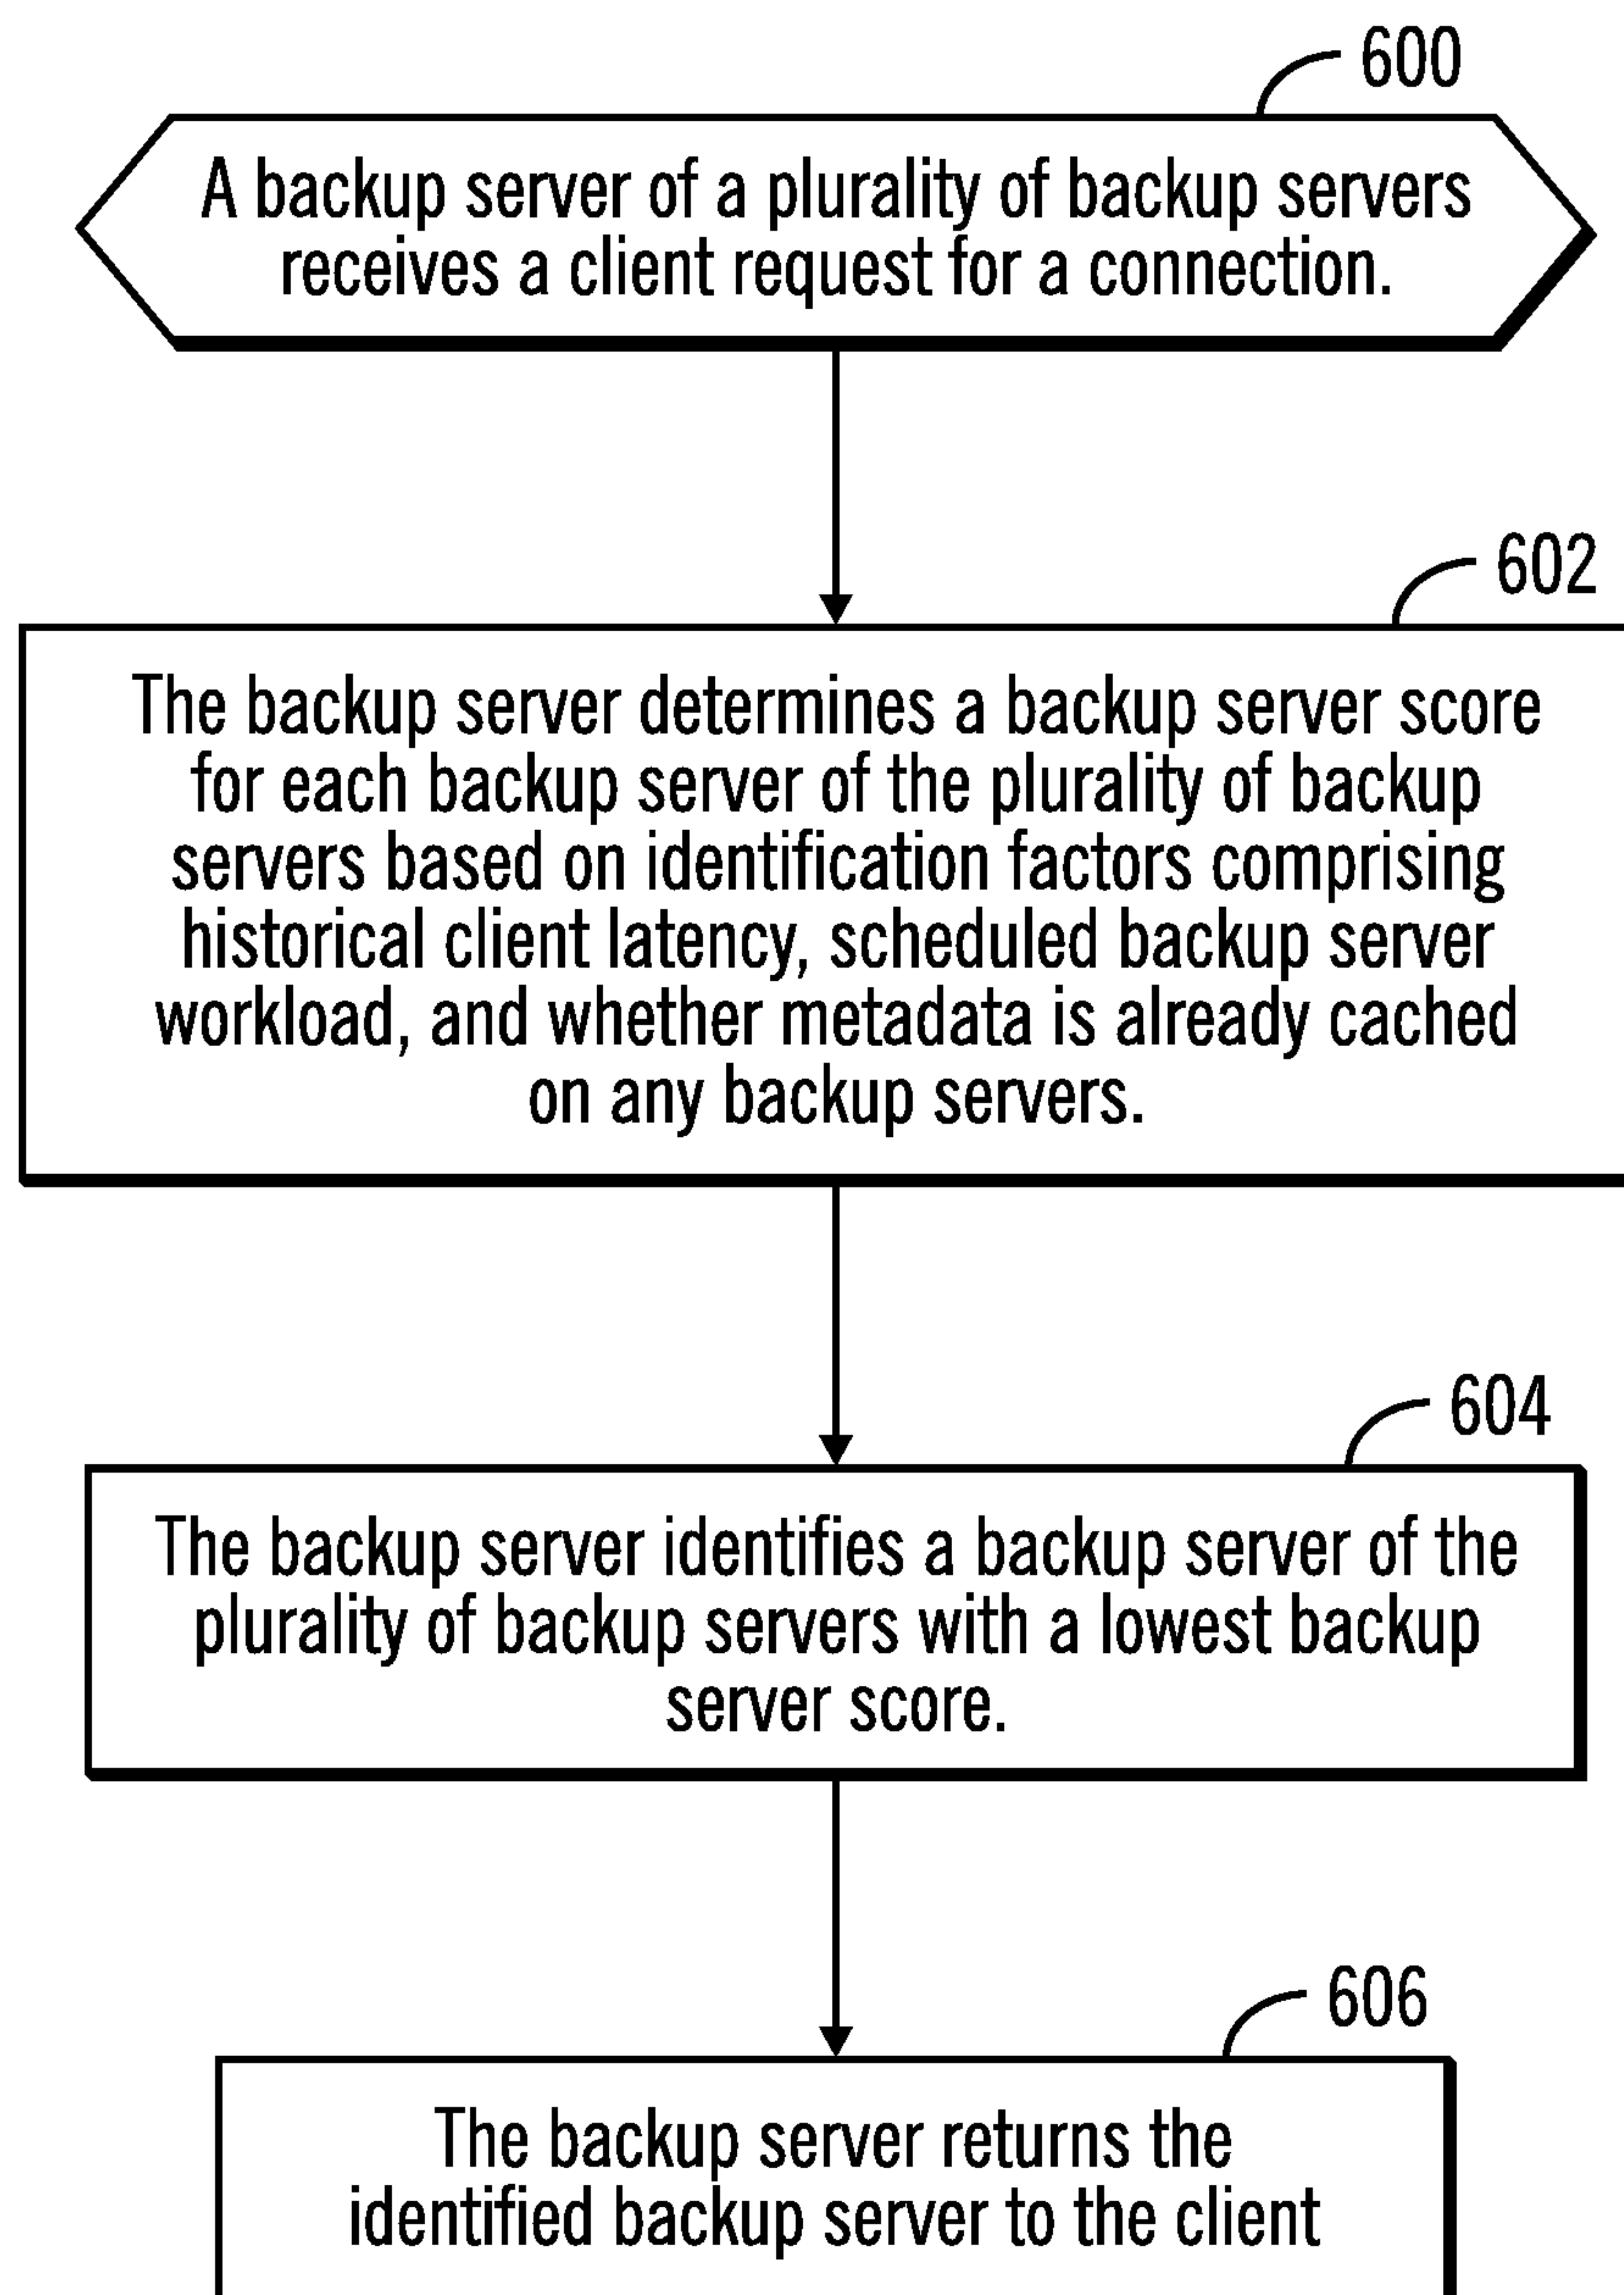 600
A backup server of a plurality of backup servers
receives a client request for a connection.
602
The backup server determines a backup server score
for each backup server of the plurality of backup
servers based on identification factors comprising
historical client latency, scheduled backup server
workload, and whether metadata is already cached
on any backup servers.
604
The backup server identifies a backup server of the
plurality of backup servers with a lowest backup
server score.
606
The backup server returns the
identified backup server to the client